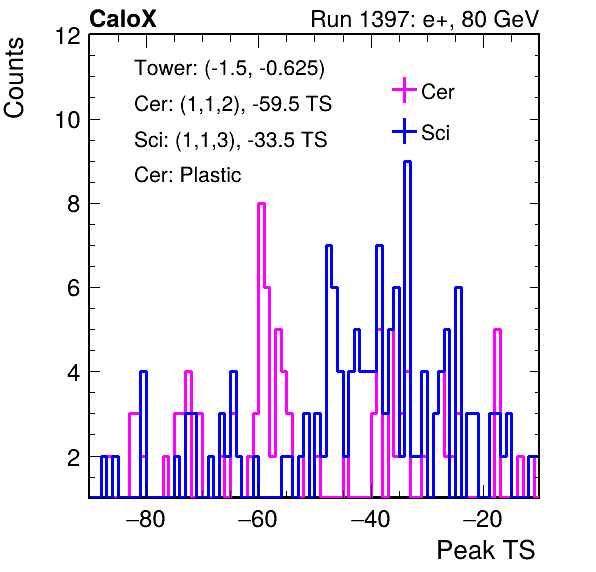 CaloX Run 1397: e+, 80 GeV
Counts
12
10
8
6
4
2
Tower: (-1.5, -0.625)
Cer: (1,1,2), -59.5 TS
Sci: (1,1,3), -33.5 TS
Cer: Plastic
Cer
Sci
−80 −60 −40 −20
Peak TS